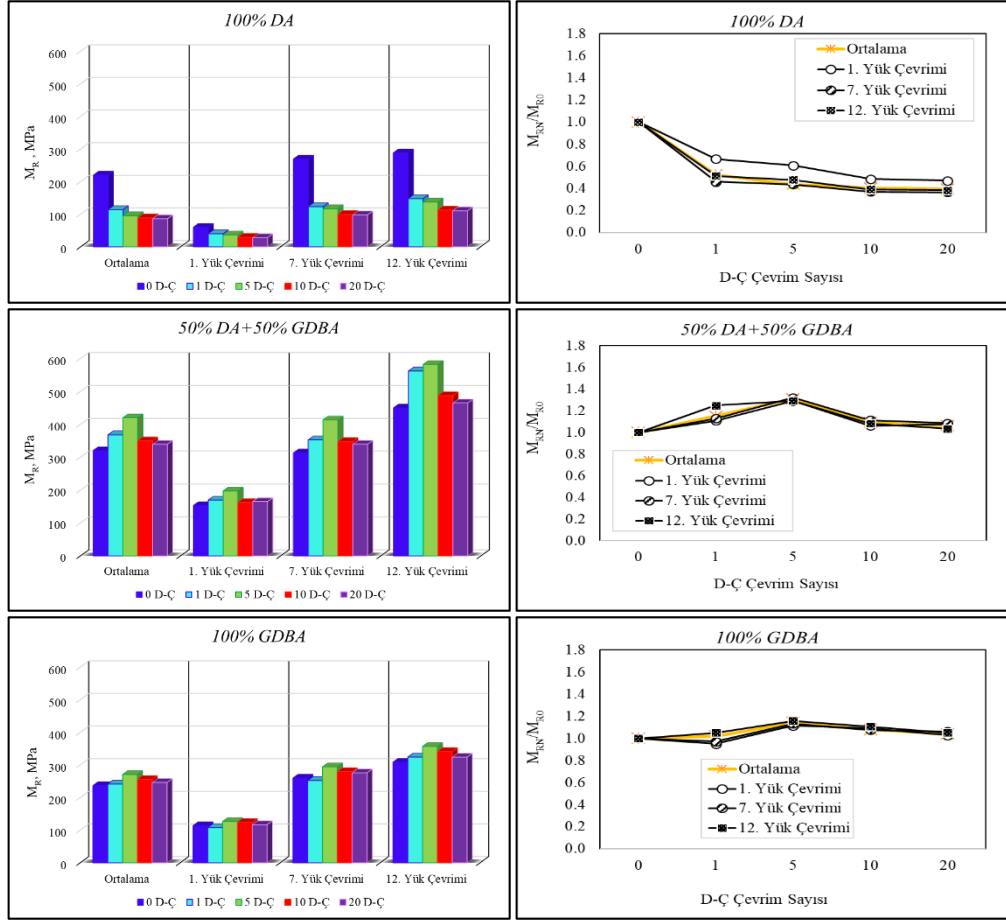 100% DA
600
500
400
300
200
100
0
M_R , MPa
Ortalama 1. Yük Çevrimi 7. Yük Çevrimi 12. Yük Çevrimi
0 D-Ç 1 D-Ç 5 D-Ç 10 D-Ç 20 D-Ç
100% DA
1.8
1.6
1.4
1.2
1.0
0.8
0.6
0.4
0.2
0.0
M_RN/M_R0
Ortalama
1. Yük Çevrimi
7. Yük Çevrimi
12. Yük Çevrimi
0 1 5 10 20
D-Ç Çevrim Sayısı
50% DA+50% GDBA
600
500
400
300
200
100
0
M_R, MPa
Ortalama 1. Yük Çevrimi 7. Yük Çevrimi 12. Yük Çevrimi
0 D-Ç 1 D-Ç 5 D-Ç 10 D-Ç 20 D-Ç
50% DA+50% GDBA
1.8
1.6
1.4
1.2
1.0
0.8
0.6
0.4
0.2
0.0
M_RN/M_R0
Ortalama
1. Yük Çevrimi
7. Yük Çevrimi
12. Yük Çevrimi
0 1 5 10 20
D-Ç Çevrim Sayısı
100% GDBA
600
500
400
300
200
100
0
M_R, MPa
Ortalama 1. Yük Çevrimi 7. Yük Çevrimi 12. Yük Çevrimi
0 D-Ç 1 D-Ç 5 D-Ç 10 D-Ç 20 D-Ç
100% GDBA
1.8
1.6
1.4
1.2
1.0
0.8
0.6
0.4
0.2
0.0
M_RN/M_R0
Ortalama
1. Yük Çevrimi
7. Yük Çevrimi
12. Yük Çevrimi
0 1 5 10 20
D-Ç Çevrim Sayısı